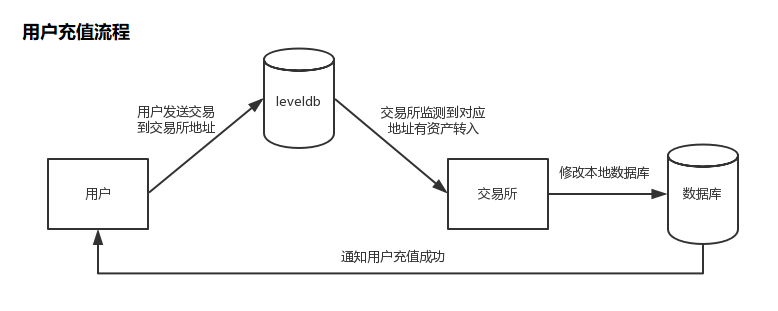 用户充值流程
用户发送交易
到交易所地址
leveldb
交易所监测到对应
地址有资产转入
用户
交易所
修改本地数据库
数据库
通知用户充值成功